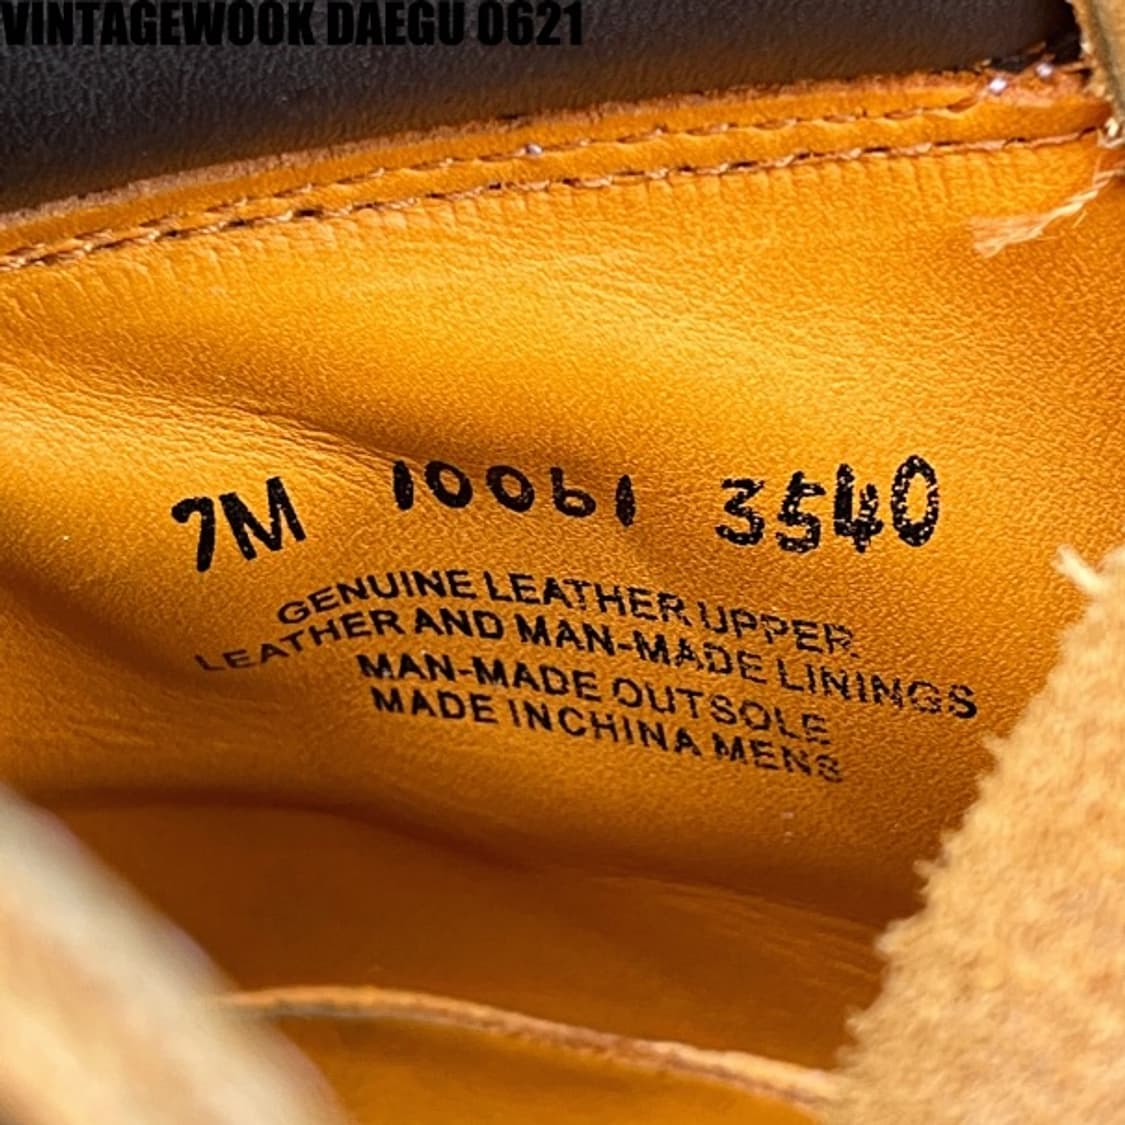 VINTAGEWOOK DAEGU 0621
7M 10061 3540
GENUINE LEATHER UPPER.
LEATHER AND MAN-MADE LININGS
MAN-MADE OUTSOLE
MADE IN CHINA MENS